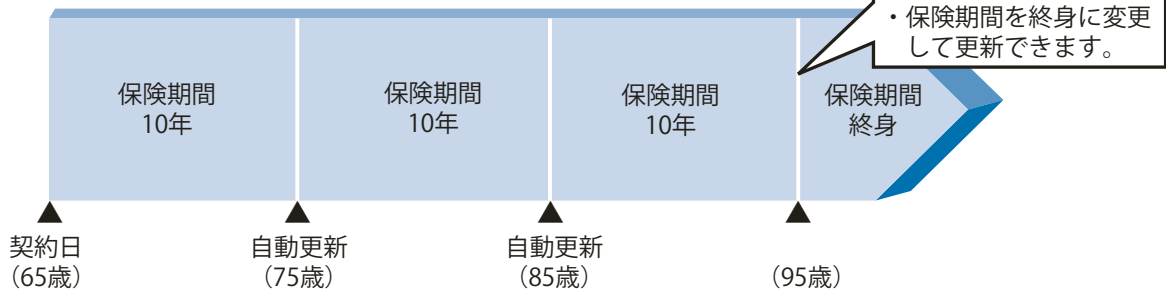 ・保険期間を終身に変更
して更新できます。
保険期間
10年
保険期間
10年
保険期間
10年
保険期間
終身
契約日
（65歳）
自動更新
（75歳）
自動更新
（85歳）
（95歳）